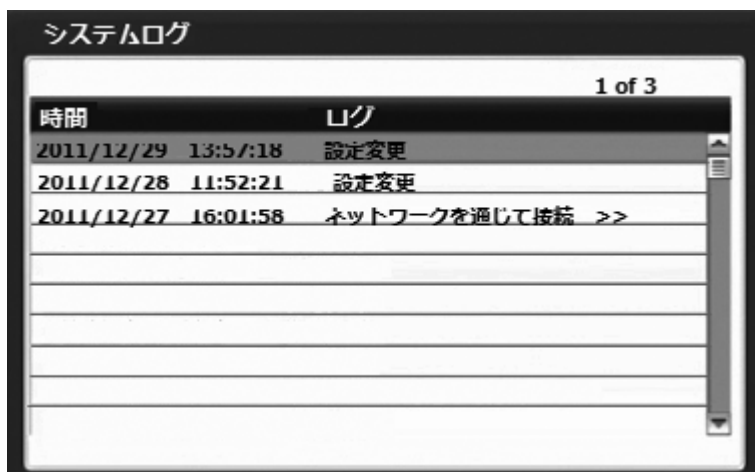 システムログ
1 of 3
時間 ログ
2011/12/29 13:57:18 設定変更
2011/12/28 11:52:21 設定変更
2011/12/27 16:01:58 ネットワークを通じて接続 >>